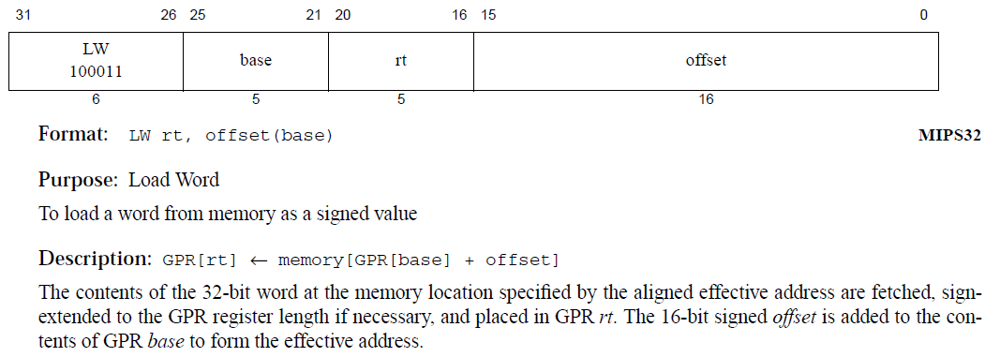 31 26 25 21 20 16 15 0
LW
100011
base rt offset
6 5 5 16
Format: LW rt, offset(base) MIPS32
Purpose: Load Word
To load a word from memory as a signed value
Description: GPR[rt] ← memory[GPR[base] + offset]
The contents of the 32-bit word at the memory location specified by the aligned effective address are fetched, sign-
extended to the GPR register length if necessary, and placed in GPR rt. The 16-bit signed offset is added to the con-
tents of GPR base to form the effective address.